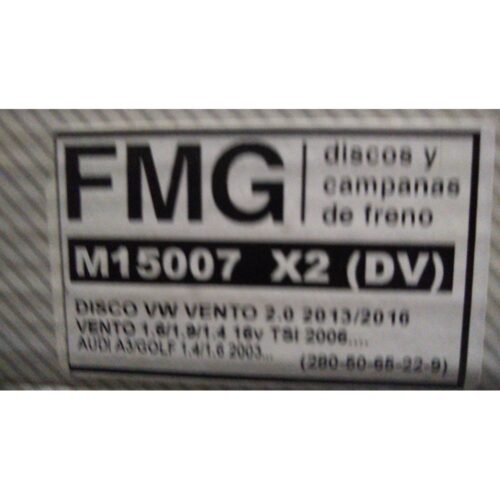 FMG
discos y
campanas
de freno
M15007 X2 (DV)
DISCO VW VENTO 2.0 2013/2016
VENTO 1.6/1.9/1.4 16v TSI 2006....
AUDI A3/GOLF 1.4/1.6 2003...
(280-50-65-22-9)